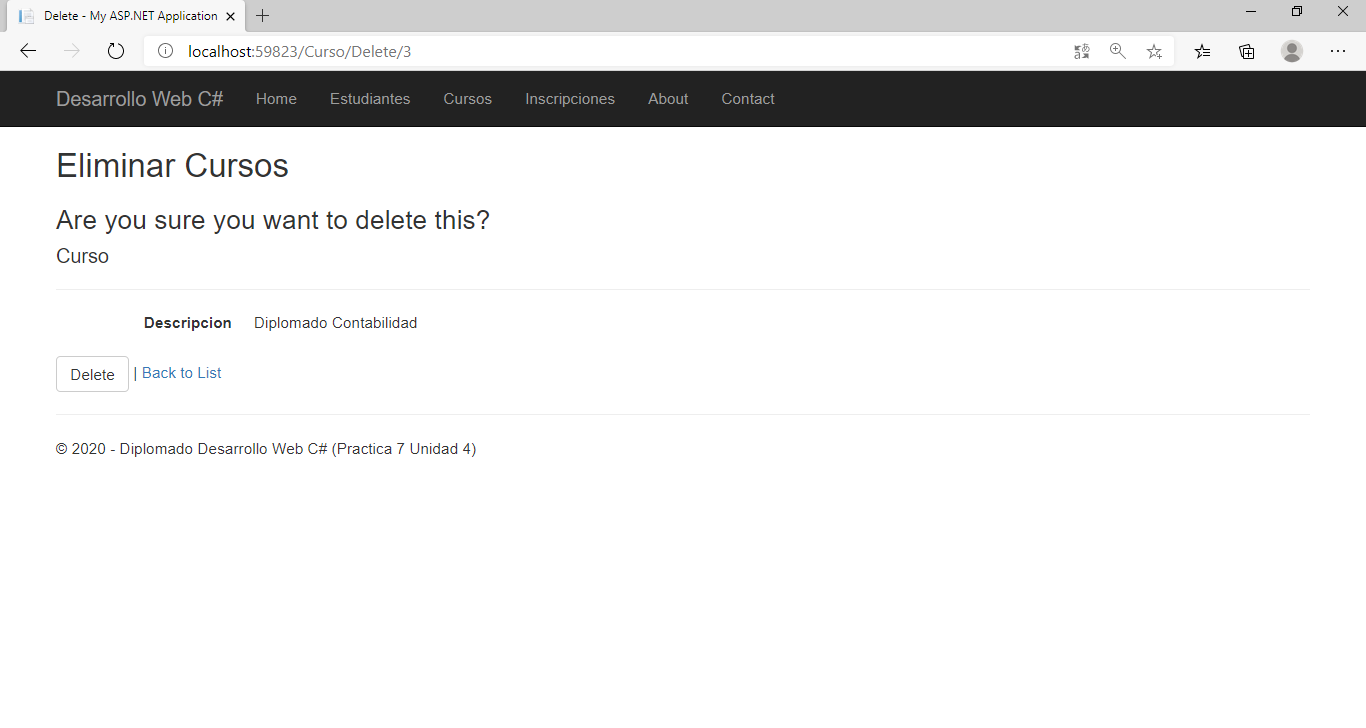 Delete - My ASP.NET Application
localhost:59823/Curso/Delete/3
Desarrollo Web C# Home Estudiantes Cursos Inscripciones About Contact
Eliminar Cursos
Are you sure you want to delete this?
Curso
Descripcion Diplomado Contabilidad
Delete | Back to List
© 2020 - Diplomado Desarrollo Web C# (Practica 7 Unidad 4)